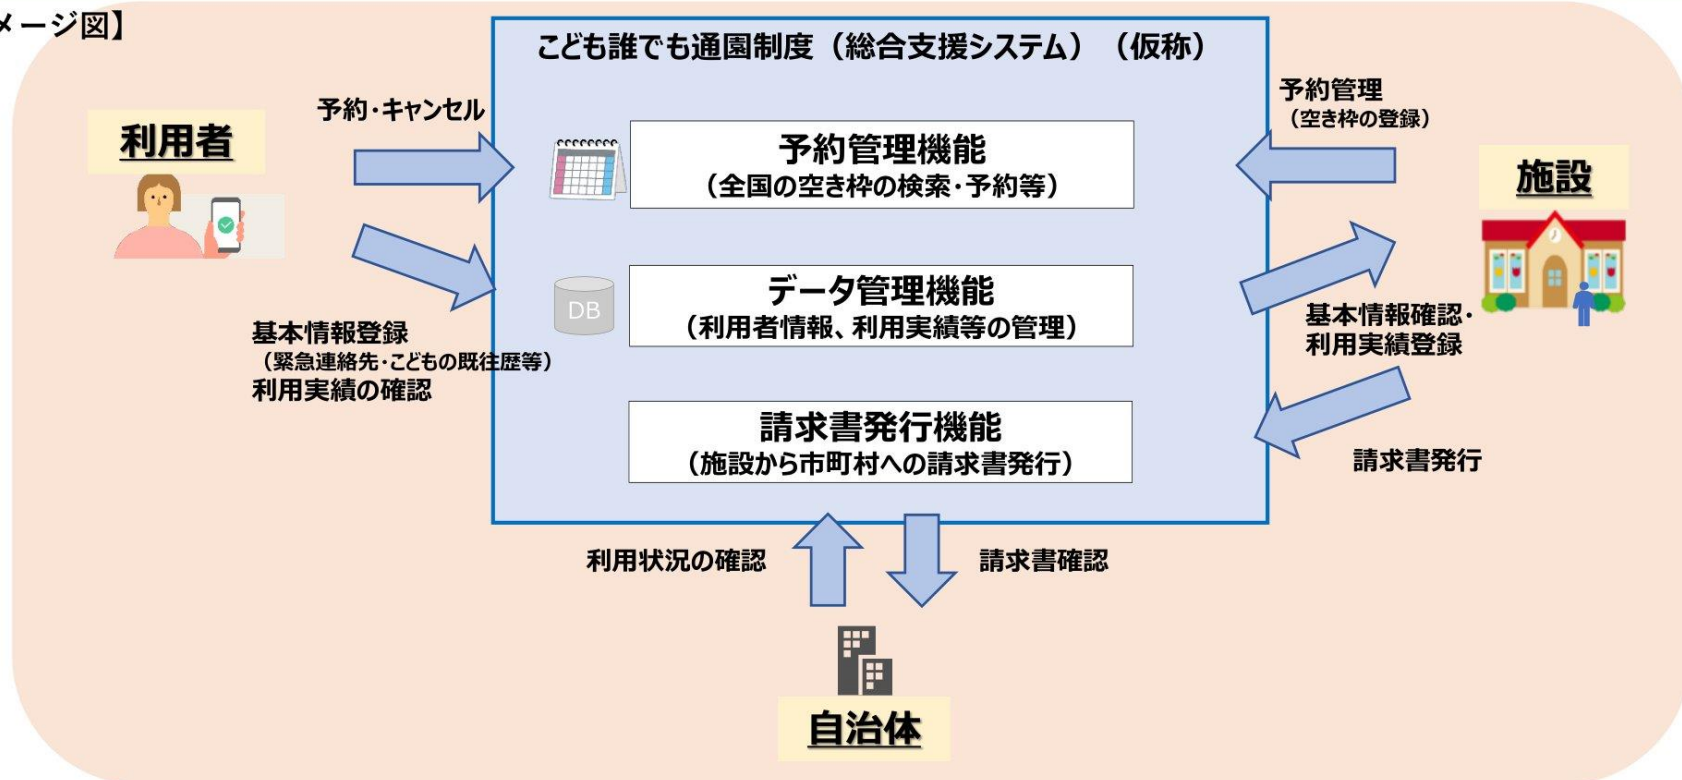 メージ図】
こども誰でも通園制度（総合支援システム）（仮称）
利用者
予約・キャンセル
基本情報登録
（緊急連絡先・こどもの既往歴等）
利用実績の確認
予約管理機能
（全国の空き枠の検索・予約等）
DB
データ管理機能
（利用者情報、利用実績等の管理）
請求書発行機能
（施設から市町村への請求書発行）
予約管理
（空き枠の登録）
施設
基本情報確認・
利用実績登録
請求書発行
利用状況の確認
請求書確認
自治体